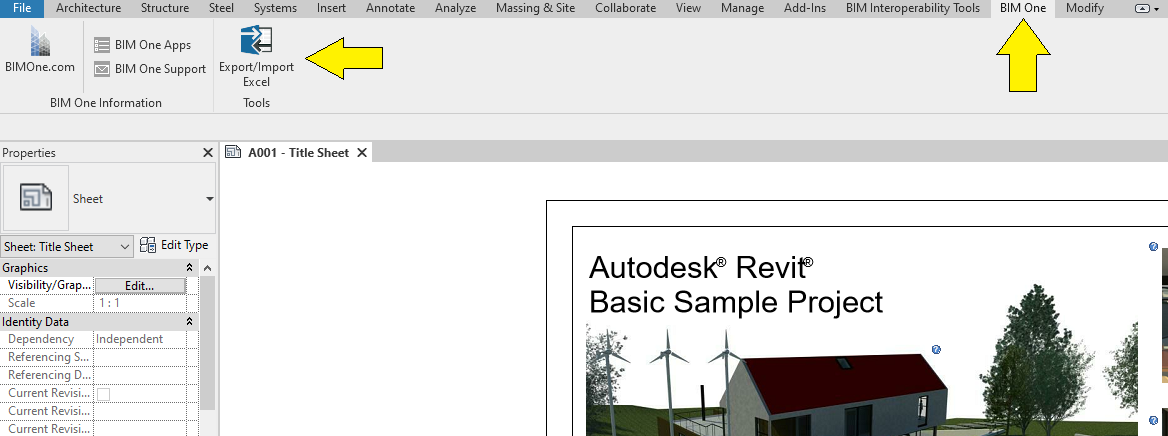 File Architecture Structure Steel Systems Insert Annotate Analyze Massing & Site Collaborate View Manage Add-Ins BIM Interoperability Tools BIM One Modify
BIMOne.com
BIM One Apps
BIM One Support
BIM One Information
Export/Import
Excel
Tools
Properties
A001 - Title Sheet
Sheet
Sheet: Title Sheet
Edit Type
Graphics
Visibility/Grap... Edit...
Scale 1 : 1
Identity Data
Dependency Independent
Referencing S...
Referencing D...
Current Revisi...
Current Revisi...
Current Revisi...
Autodesk® Revit®
Basic Sample Project